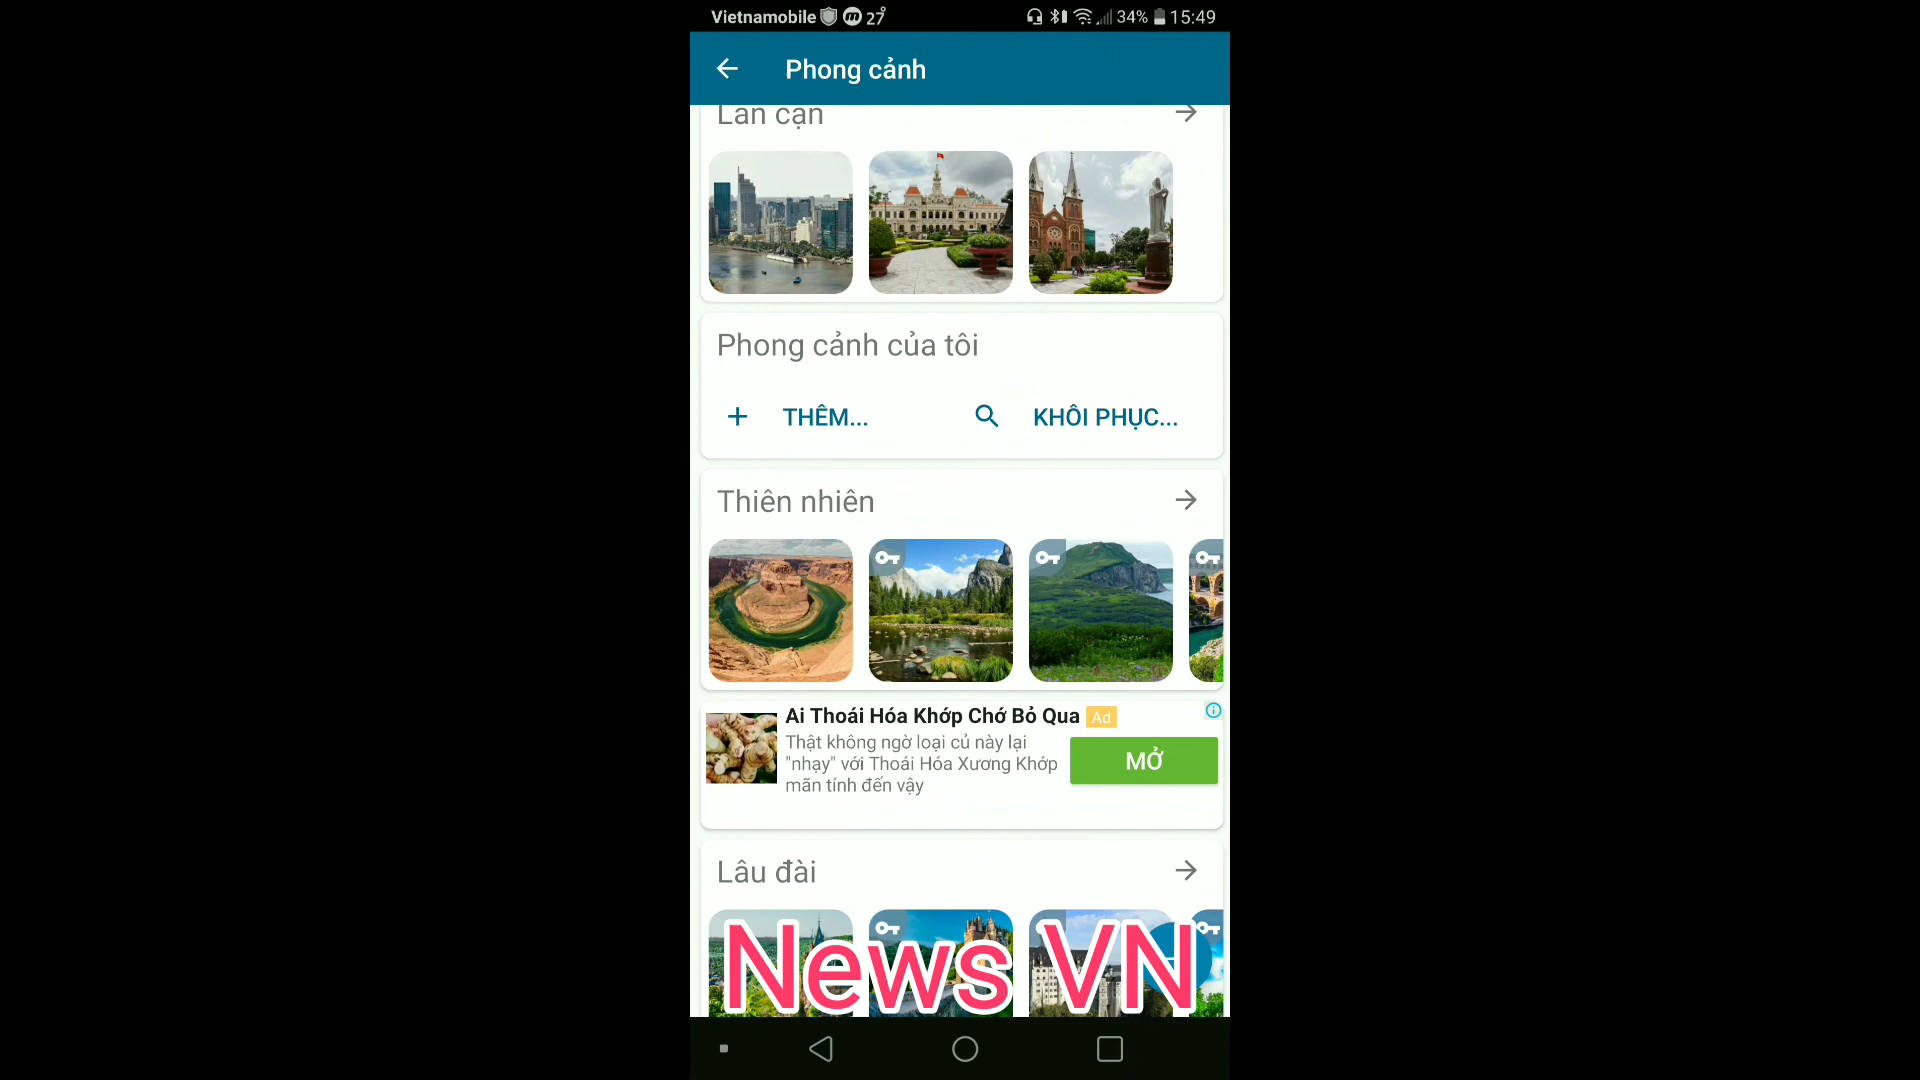 Vietnamobile 27° 34% 15:49
Phong cảnh
Lân cận
Phong cảnh của tôi
THÊM... KHÔI PHỤC...
Thiên nhiên
Ai Thoái Hóa Khớp Chớ Bỏ Qua Ad
Thật không ngờ loại củ này lại
"nhạy" với Thoái Hóa Xương Khớp
mãn tính đến vậy
MỞ
Lâu đài
News VN